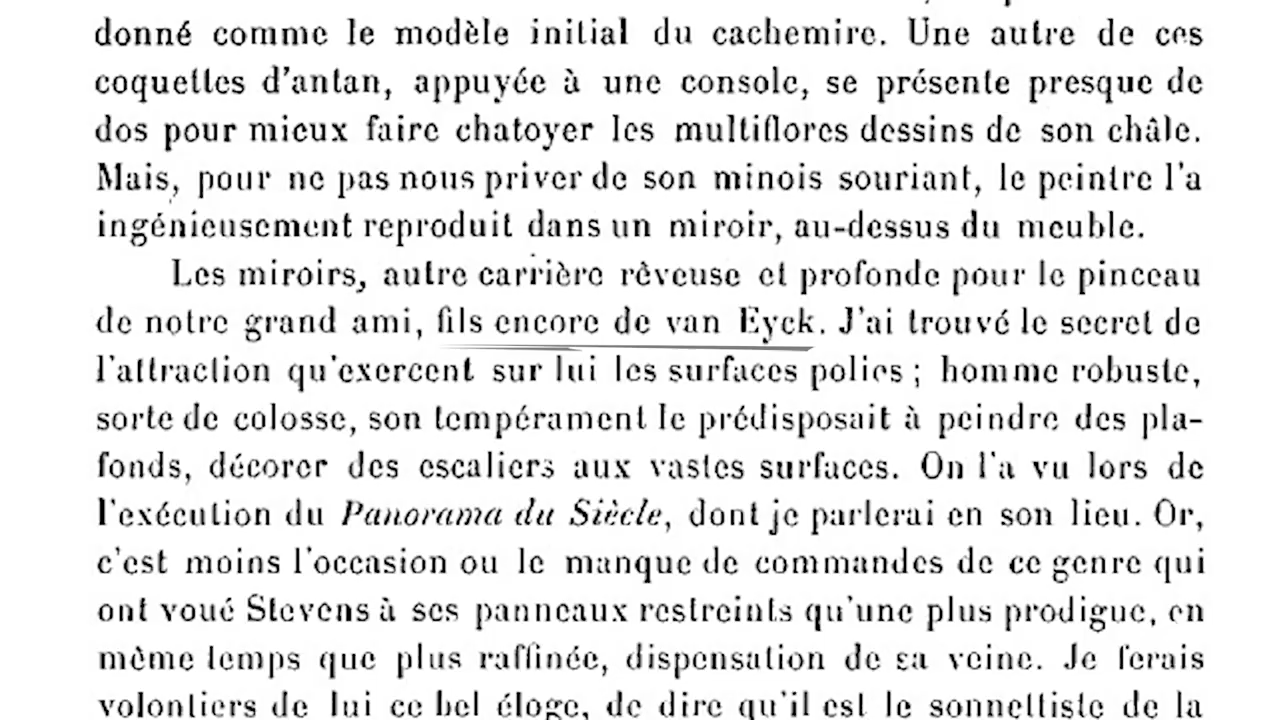 donné comme le modèle initial du cachemire. Une autre de ces
coquettes d'antan, appuyée à une console, se présente presque de
dos pour mieux faire chatoyer les multiflores dessins de son châle.
Mais, pour ne pas nous priver de son minois souriant, le peintre l'a
ingénieusement reproduit dans un miroir, au-dessus du meuble.
Les miroirs, autre carrière rêveuse et profonde pour le pinceau
de notre grand ami, fils encore de van Eyck. J'ai trouvé le secret de
l'attraction qu'exercent sur lui les surfaces polies ; homme robuste,
sorte de colosse, son tempérament le prédisposait à peindre des pla-
fonds, décorer des escaliers aux vastes surfaces. On l'a vu lors de
l'exécution du Panorama du Siècle, dont je parlerai en son lieu. Or,
c'est moins l'occasion ou le manque de commandes de ce genre qui
ont voué Stevens à ses panneaux restreints qu'une plus prodigue, en
même temps que plus raffinée, dispensation de sa veine. Je ferais
volontiers de lui ce bel éloge, de dire qu'il est le sonnettiste de la